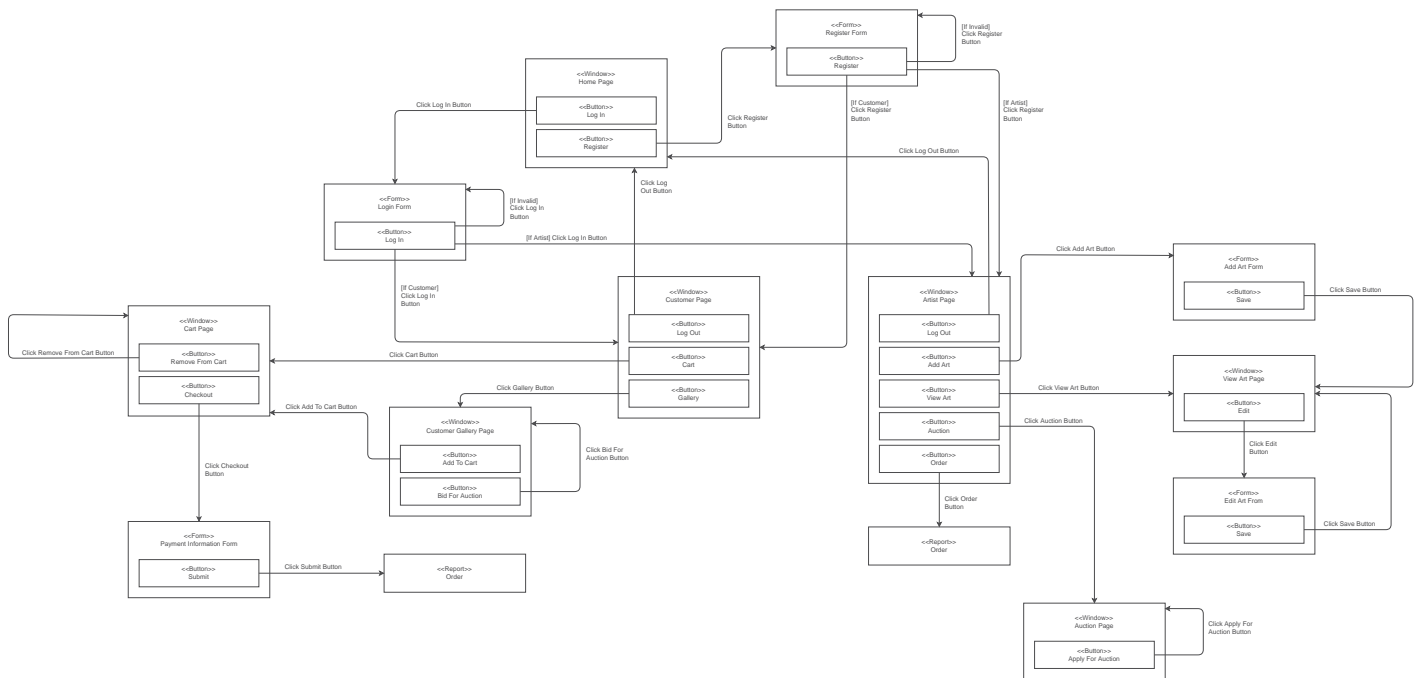 <<Form>>
Register Form
<<Button>>
Register
[If Invalid]
Click Register
Button
<<Window>>
Home Page
<<Button>>
Log In
<<Button>>
Register
Click Log In Button
Click Register
Button
[If Customer]
Click Register
Button
[If Artist]
Click Register
Button
Click Log Out Button
Click Log
Out Button
<<Form>>
Login Form
<<Button>>
Log In
[If Invalid]
Click Log In
Button
[If Artist] Click Log In Button
[If Customer]
Click Log In
Button
<<Window>>
Customer Page
<<Button>>
Log Out
<<Button>>
Cart
<<Button>>
Gallery
<<Window>>
Artist Page
<<Button>>
Log Out
<<Button>>
Add Art
<<Button>>
View Art
<<Button>>
Auction
<<Button>>
Order
Click Add Art Button
<<Form>>
Add Art Form
<<Button>>
Save
Click Save Button
<<Window>>
Cart Page
<<Button>>
Remove From Cart
<<Button>>
Checkout
Click Remove From Cart Button
Click Cart Button
Click Gallery Button
Click Add To Cart Button
<<Window>>
Customer Gallery Page
<<Button>>
Add To Cart
<<Button>>
Bid For Auction
Click Bid For
Auction Button
Click View Art Button
<<Window>>
View Art Page
<<Button>>
Edit
Click Auction Button
Click Edit
Button
Click Checkout
Button
Click Order
Button
<<Form>>
Edit Art From
<<Button>>
Save
Click Save Button
<<Form>>
Payment Information Form
<<Button>>
Submit
Click Submit Button
<<Report>>
Order
<<Report>>
Order
<<Window>>
Auction Page
<<Button>>
Apply For Auction
Click Apply For
Auction Button